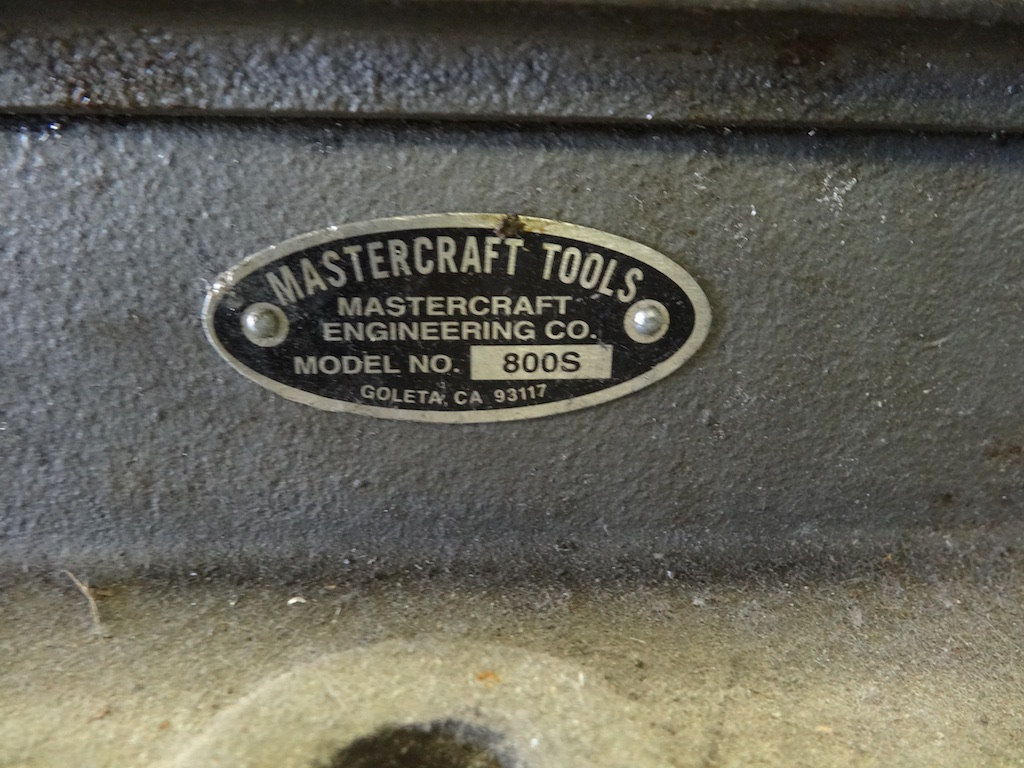 MASTERCRAFT TOOLS
MASTERCRAFT
ENGINEERING CO.
MODEL NO. 800S
GOLETA, CA 93117